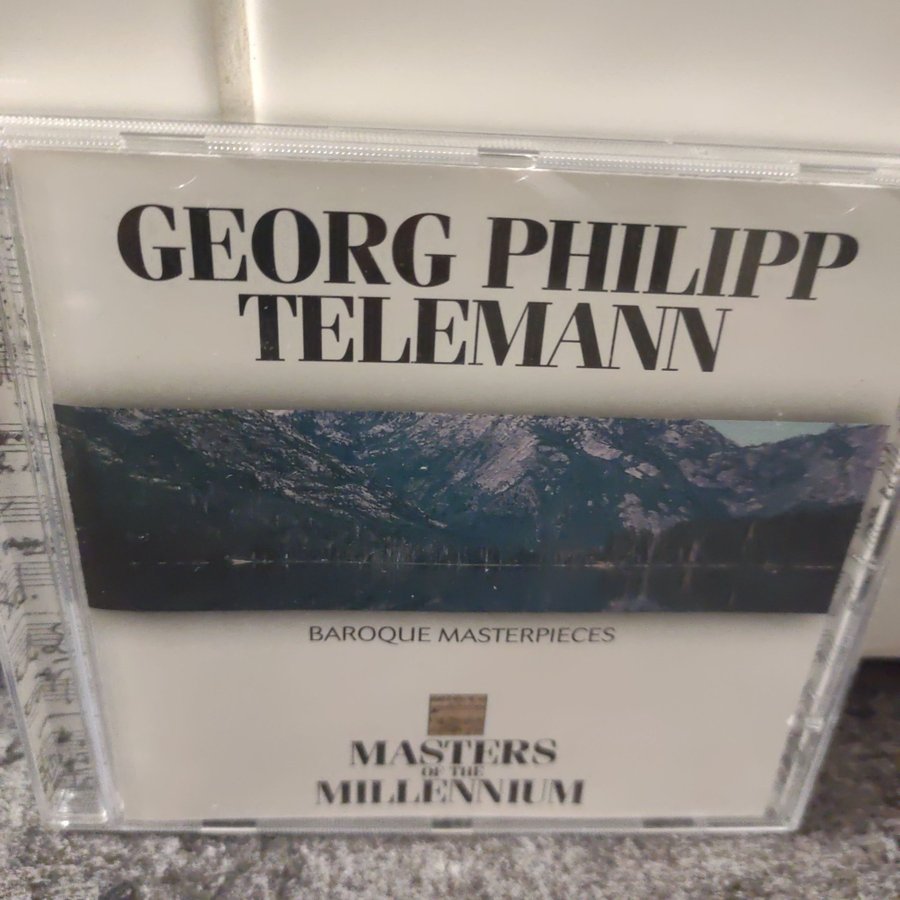 GEORG PHILIPP
TELEMANN
BAROQUE MASTERPIECES
MASTERS
OF THE
MILLENNIUM